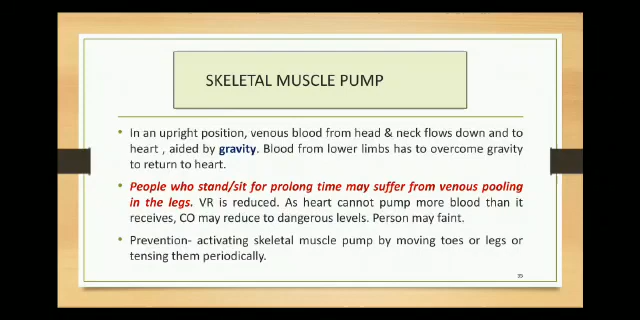 SKELETAL MUSCLE PUMP
• In an upright position, venous blood from head & neck flows down and to
heart , aided by gravity. Blood from lower limbs has to overcome gravity
to return to heart.
• People who stand/sit for prolong time may suffer from venous pooling
in the legs. VR is reduced. As heart cannot pump more blood than it
receives, CO may reduce to dangerous levels. Person may faint.
• Prevention- activating skeletal muscle pump by moving toes or legs or
tensing them periodically.